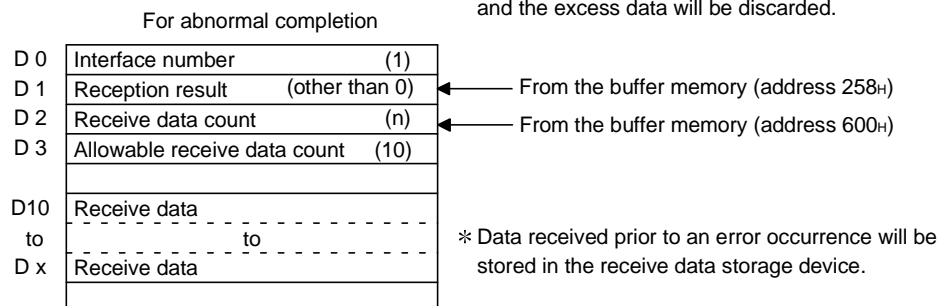 and the excess data will be discarded.
For abnormal completion
D 0 Interface number (1)
D 1 Reception result (other than 0) From the buffer memory (address 258H)
D 2 Receive data count (n) From the buffer memory (address 600H)
D 3 Allowable receive data count (10)
D10 Receive data
to to
D x Receive data
* Data received prior to an error occurrence will be
stored in the receive data storage device.